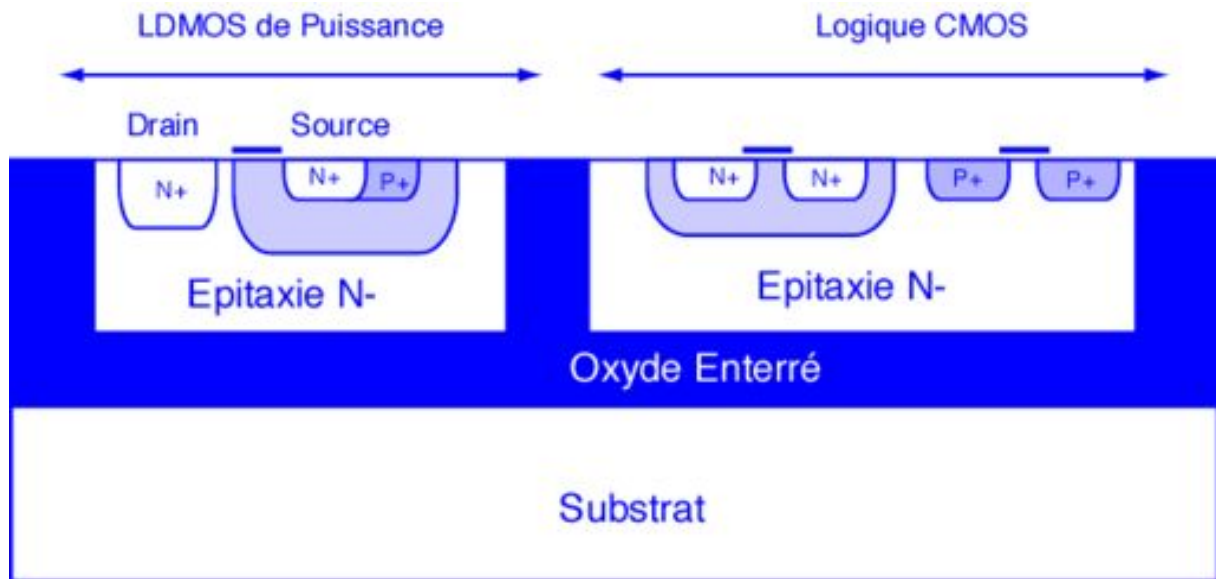 LDMOS de Puissance
Logique CMOS
Drain
Source
N+
N+
P+
N+
N+
P+
P+
Epitaxie N-
Epitaxie N-
Oxyde Enterré
Substrat